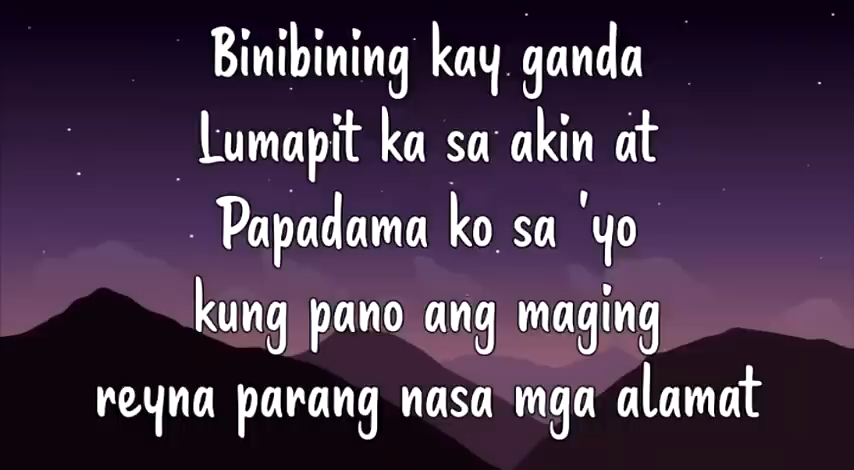 Binibining kay ganda
Lumapit ka sa akin at
Papadama ko sa 'yo
kung pano ang maging
reyna parang nasa mga alamat